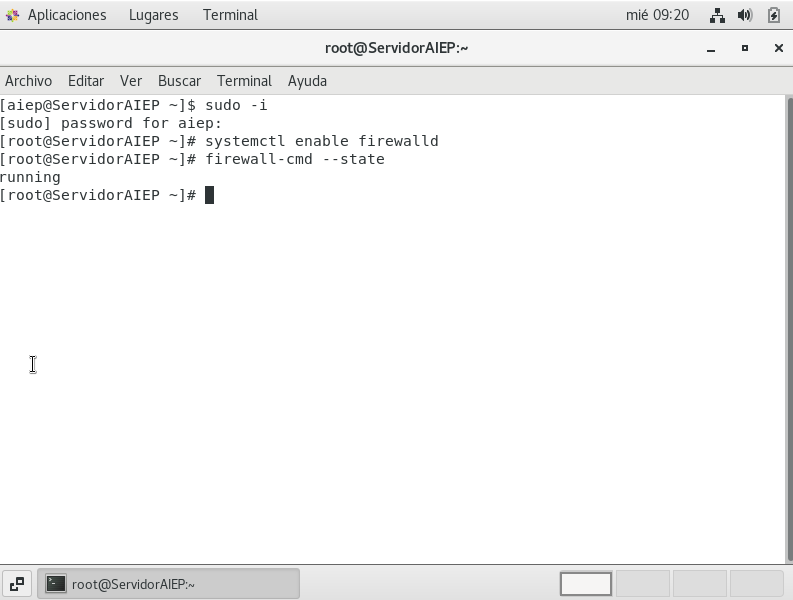 Aplicaciones Lugares Terminal mié 09:20
root@ServidorAIEP:~
Archivo Editar Ver Buscar Terminal Ayuda
[aiep@ServidorAIEP ~]$ sudo -i
[sudo] password for aiep:
[root@ServidorAIEP ~]# systemctl enable firewalld
[root@ServidorAIEP ~]# firewall-cmd --state
running
[root@ServidorAIEP ~]#
root@ServidorAIEP:~